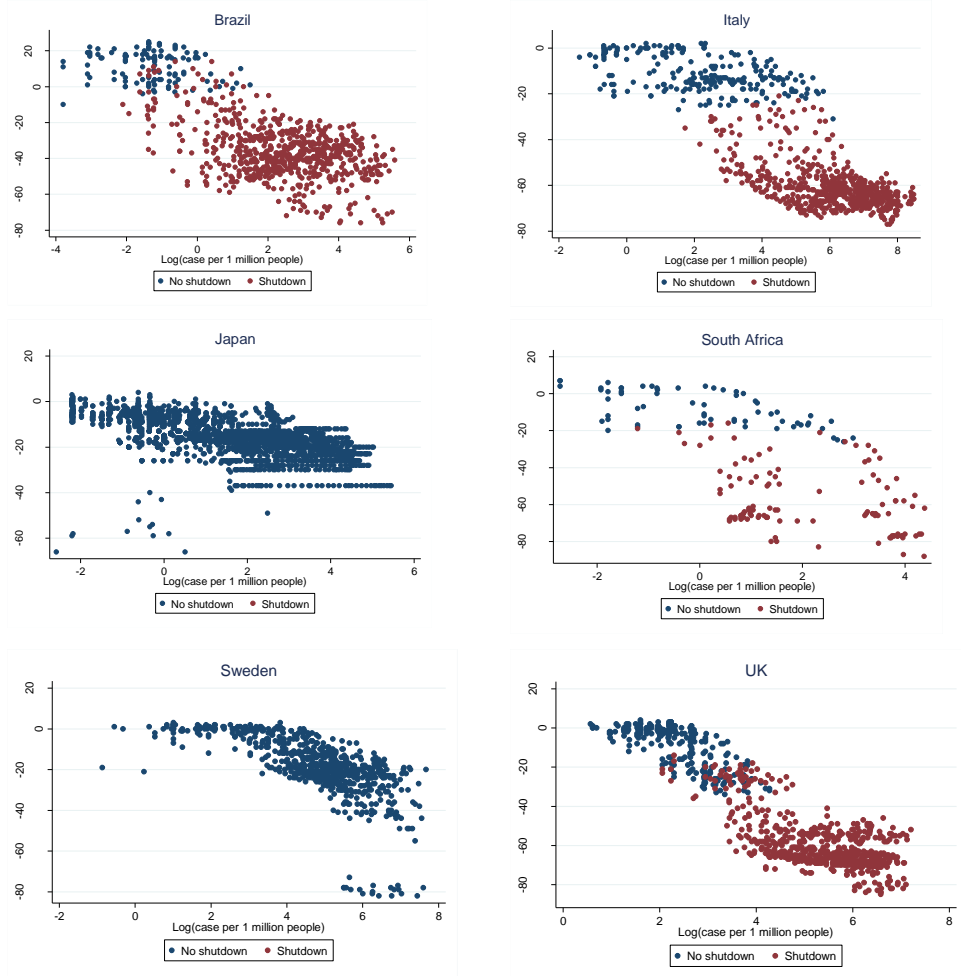 Brazil
20
0
-20
-40
-60
-80
-4 -2 0 2 4 6
Log(case per 1 million people)
No shutdown Shutdown
Italy
0
-20
-40
-60
-80
-2 0 2 4 6 8
Log(case per 1 million people)
No shutdown Shutdown
Japan
20
0
-20
-40
-60
-2 0 2 4 6
Log(case per 1 million people)
No shutdown Shutdown
South Africa
20
0
-20
-40
-60
-80
-2 0 2 4
Log(case per 1 million people)
No shutdown Shutdown
Sweden
20
0
-20
-40
-60
-80
-2 0 2 4 6 8
Log(case per 1 million people)
No shutdown Shutdown
UK
20
0
-20
-40
-60
-80
0 2 4 6 8
Log(case per 1 million people)
No shutdown Shutdown